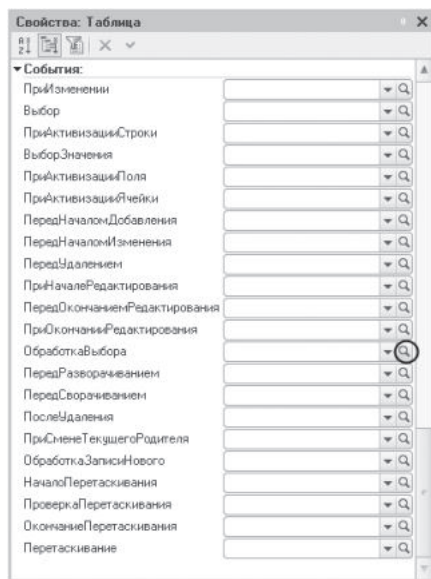 Свойства: Таблица
События:
ПриИзменении
Выбор
ПриАктивизацииСтроки
ВыборЗначения
ПриАктивизацииПоля
ПриАктивизацииЯчейки
ПередНачаломДобавления
ПередНачаломИзменения
ПередУдалением
ПриНачалеРедактирования
ПередОкончаниемРедактирования
ПриОкончанииРедактирования
ОбработкаВыбора
ПередРазворачиванием
ПередСворачиванием
ПослеУдаления
ПриСменеТекущегоРодителя
ОбработкаЗаписиНового
НачалоПеретаскивания
ПроверкаПеретаскивания
ОкончаниеПеретаскивания
Перетаскивание